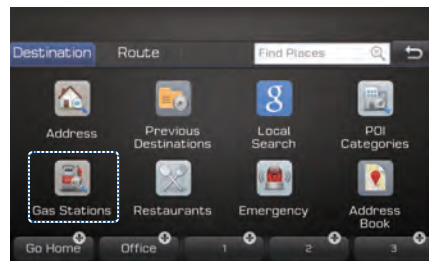 Destination Route Find Places
Address Previous Destinations Local Search POI Categories
Gas Stations Restaurants Emergency Address Book
Go Home Office 1 2 3